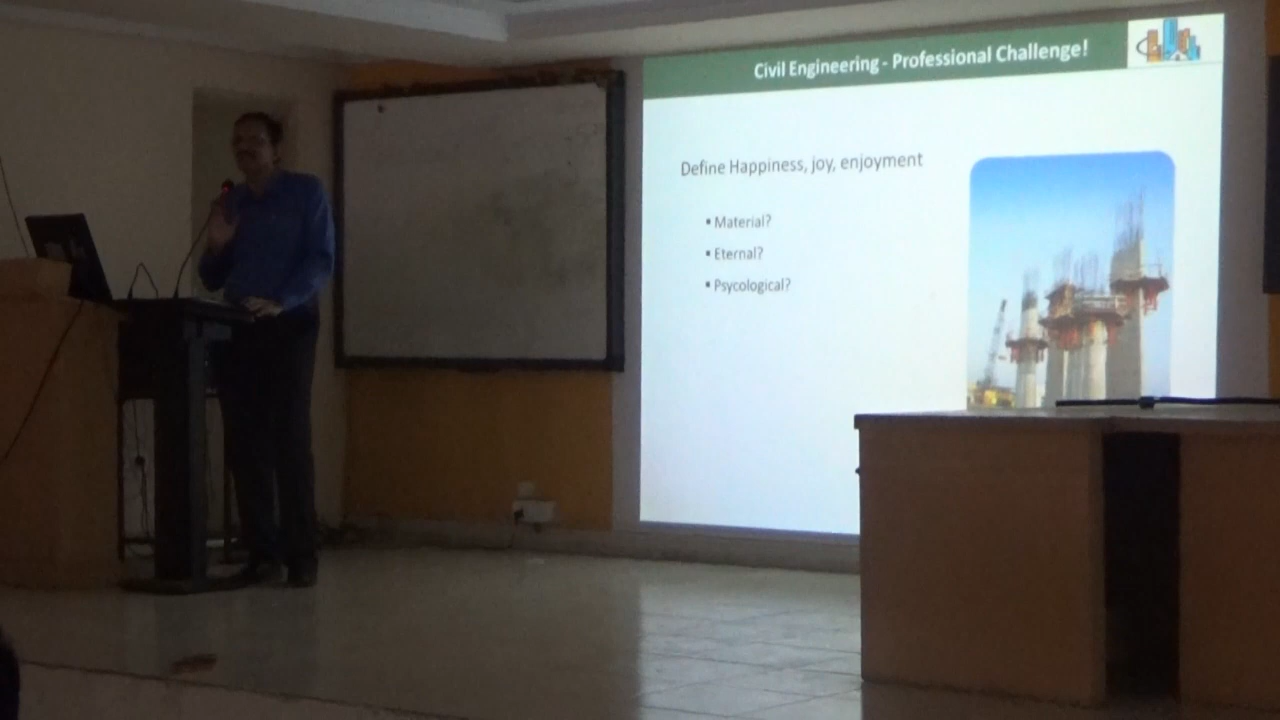 Civil Engineering - Professional Challenge!
Define Happiness, joy, enjoyment
▪ Material?
▪ Eternal?
▪ Psycological?